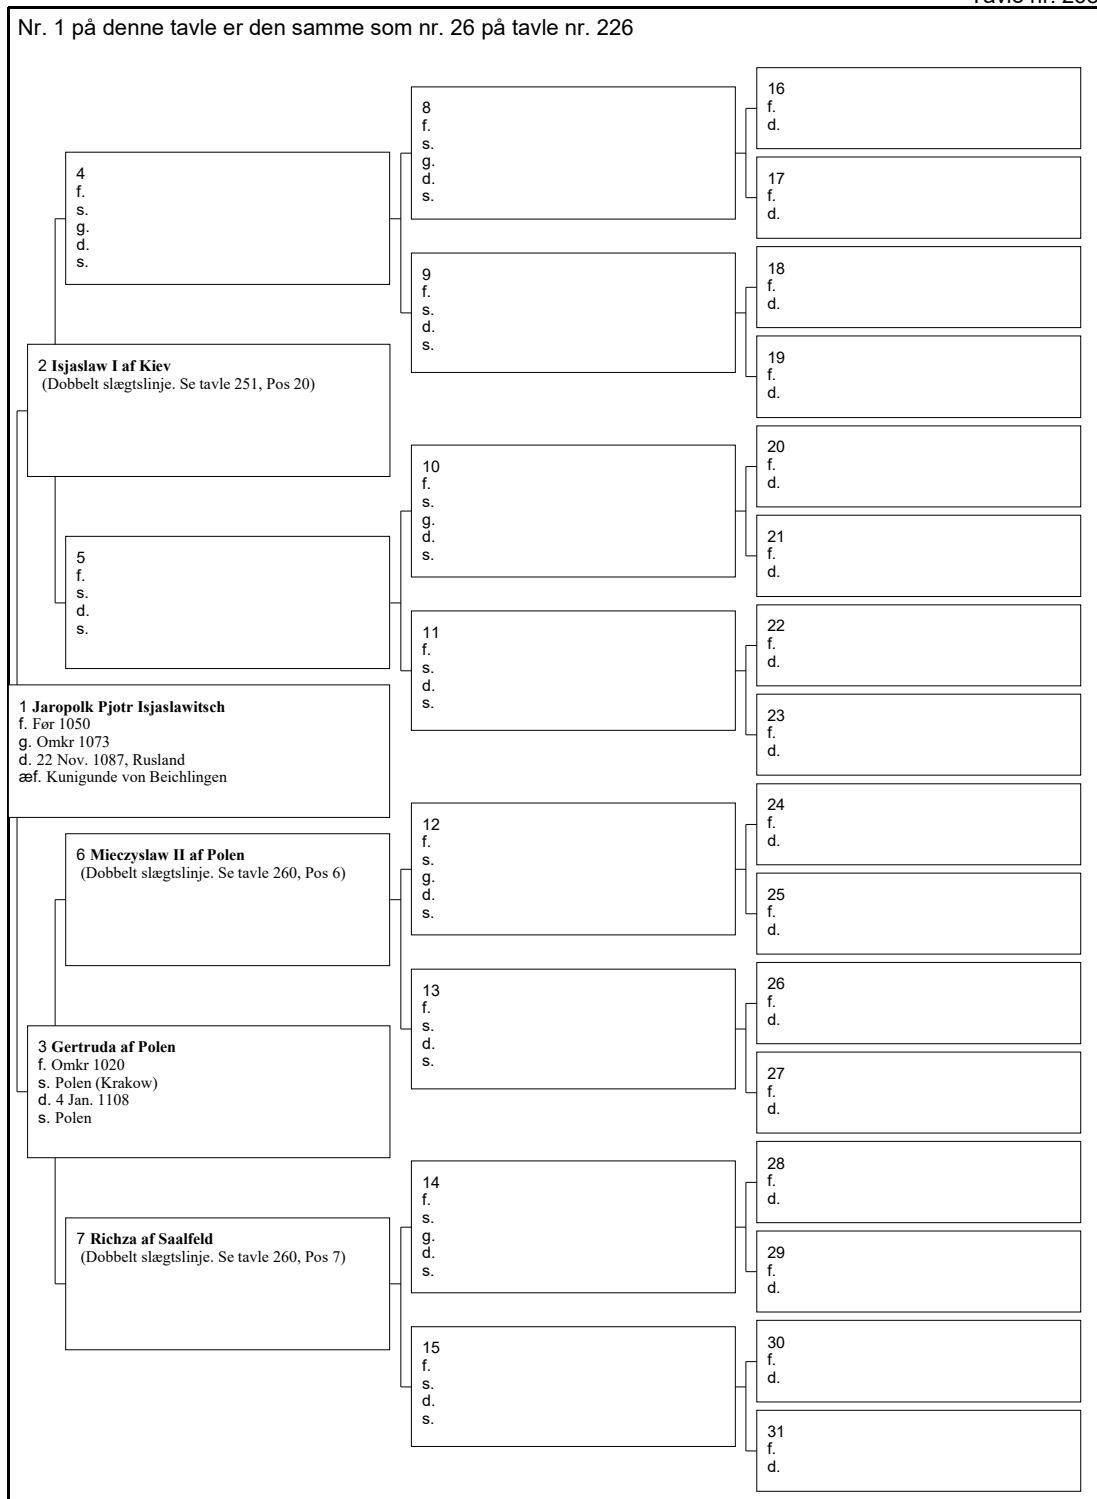 Nr. 1 på denne tavle er den samme som nr. 26 på tavle nr. 226
16
f.
d.
8
f.
s.
g.
d.
s.
17
f.
d.
4
f.
s.
g.
d.
s.
18
f.
d.
9
f.
s.
d.
s.
19
f.
d.
2 Isjaslaw I af Kiev
(Dobbelt slægtslinje. Se tavle 251, Pos 20)
20
f.
d.
10
f.
s.
g.
d.
s.
21
f.
d.
5
f.
s.
d.
s.
22
f.
d.
11
f.
s.
d.
s.
23
f.
d.
1 Jaropolk Pjotr Isjaslawitsch
f. Før 1050
g. Omkr 1073
d. 22 Nov. 1087, Rusland
æf. Kunigunde von Beichlingen
24
f.
d.
12
f.
s.
g.
d.
s.
25
f.
d.
6 Mieczyslaw II af Polen
(Dobbelt slægtslinje. Se tavle 260, Pos 6)
26
f.
d.
13
f.
s.
d.
s.
27
f.
d.
3 Gertruda af Polen
f. Omkr 1020
s. Polen (Krakow)
d. 4 Jan. 1108
s. Polen
28
f.
d.
14
f.
s.
g.
d.
s.
29
f.
d.
7 Richza af Saalfeld
(Dobbelt slægtslinje. Se tavle 260, Pos 7)
30
f.
d.
15
f.
s.
d.
s.
31
f.
d.